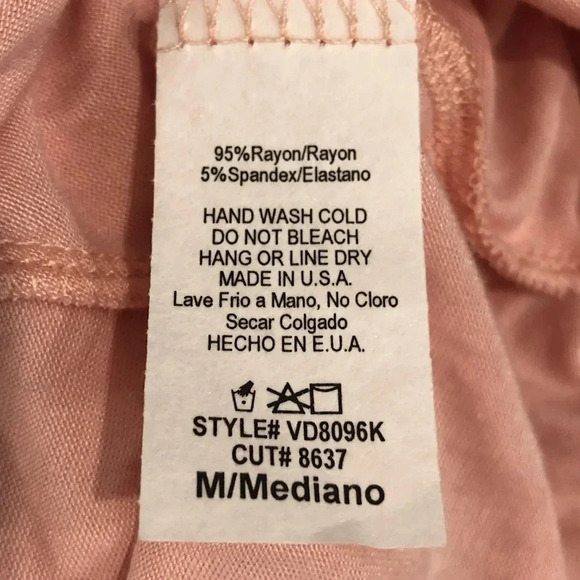 95%Rayon/Rayon
5%Spandex/Elastano
HAND WASH COLD
DO NOT BLEACH
HANG OR LINE DRY
MADE IN U.S.A.
Lave Frio a Mano, No Cloro
Secar Colgado
HECHO EN E.U.A.
STYLE# VD8096K
CUT# 8637
M/Mediano